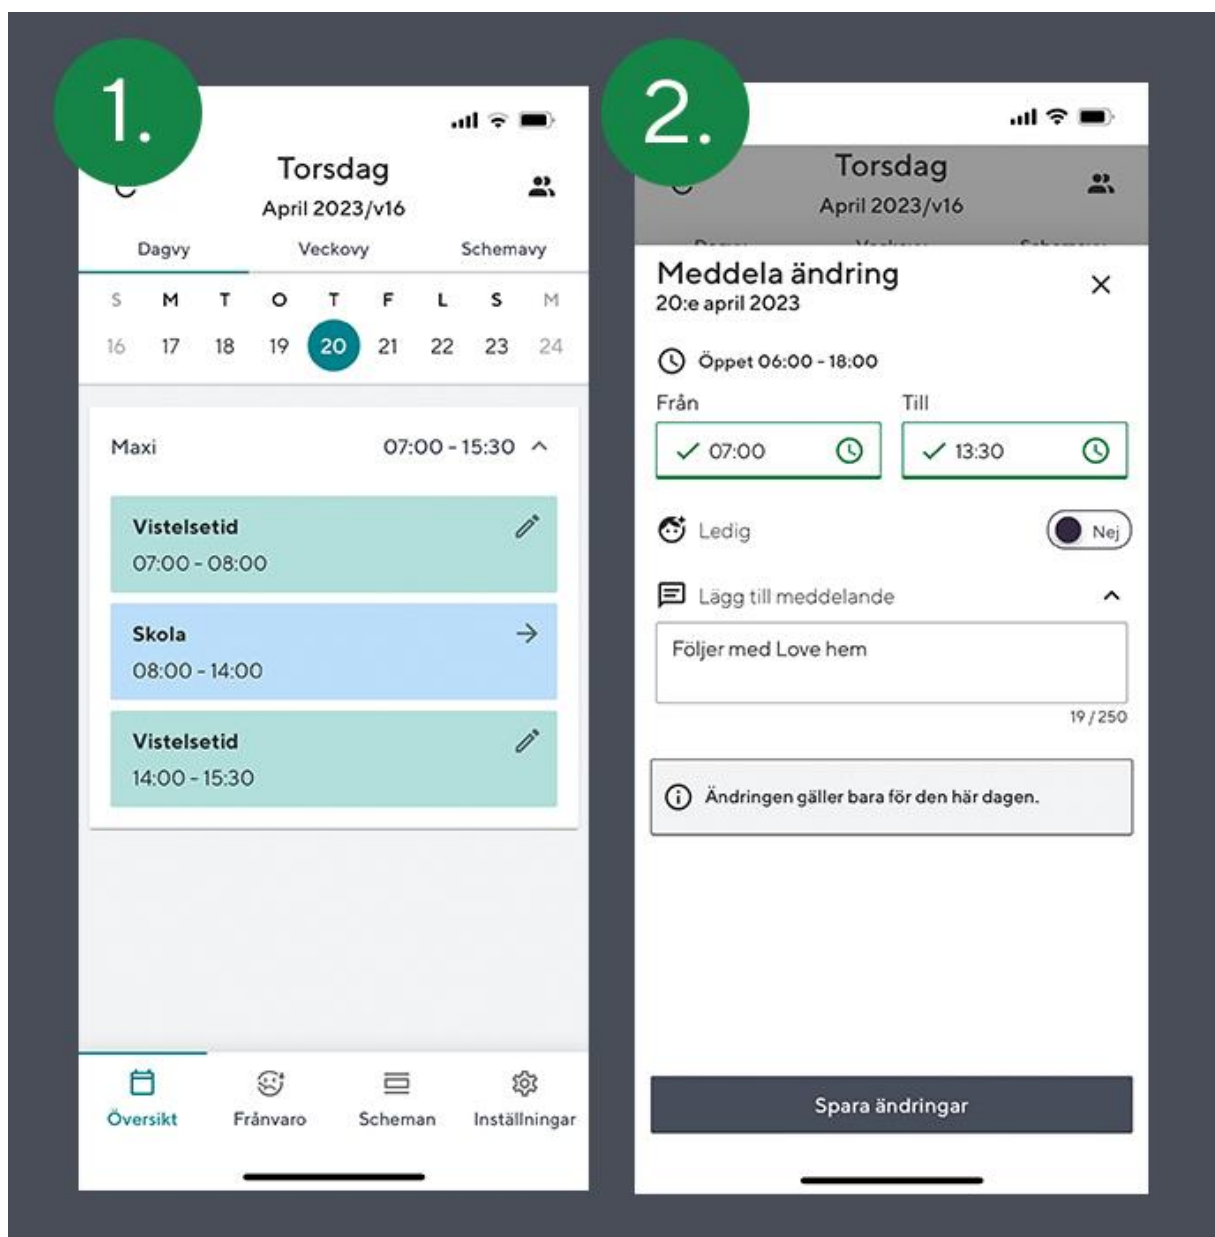 1.
Torsdag
April 2023/v16
Dagvy Veckovy Schemavy
S M T O T F L S M
16 17 18 19 20 21 22 23 24
Maxi 07:00 - 15:30
Vistelsetid
07:00 - 08:00
Skola
08:00 - 14:00
Vistelsetid
14:00 - 15:30
Översikt Frånvaro Scheman Inställningar
2.
Torsdag
April 2023/v16
Meddela ändring
20:e april 2023
Öppet 06:00 - 18:00
Från Till
07:00 13:30
Ledig Nej
Lägg till meddelande
Följer med Love hem
19 / 250
Ändringen gäller bara för den här dagen.
Spara ändringar